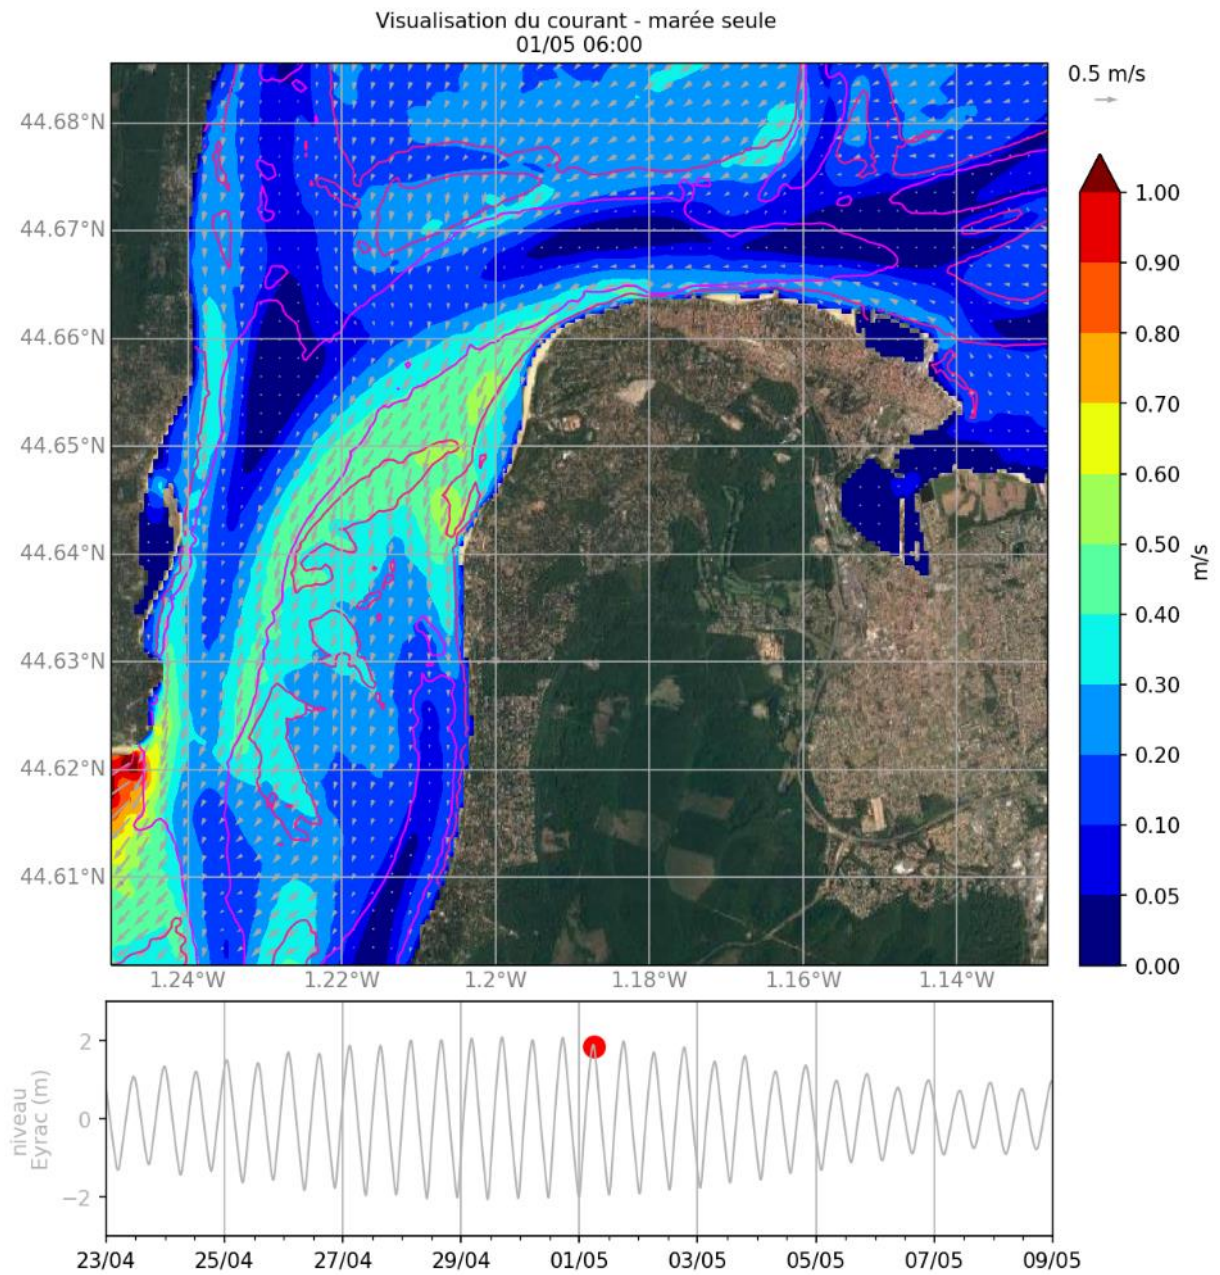 Visualisation du courant - marée seule
01/05 06:00
0.5 m/s
44.68°N
44.67°N
44.66°N
44.65°N
44.64°N
44.63°N
44.62°N
44.61°N
1.24°W 1.22°W 1.2°W 1.18°W 1.16°W 1.14°W
1.00
0.90
0.80
0.70
0.60
0.50
0.40
0.30
0.20
0.10
0.05
0.00
m/s
niveau
Eyrac (m)
2
0
−2
23/04 25/04 27/04 29/04 01/05 03/05 05/05 07/05 09/05